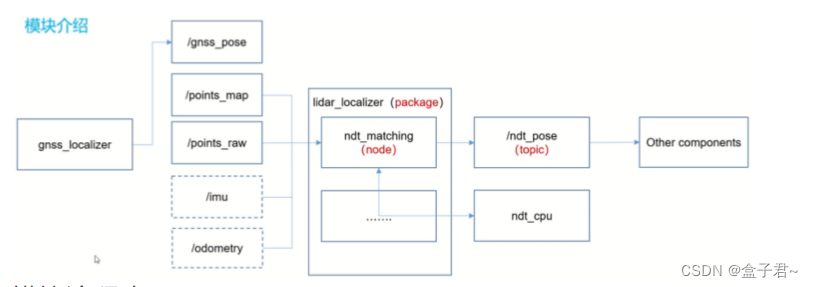 模块介绍
/gnss_pose
/points_map
lidar_localizer（package）
gnss_localizer
/points_raw
ndt_matching
(node)
/ndt_pose
(topic)
Other components
/imu
.......
ndt_cpu
/odometry
CSDN @盒子君~